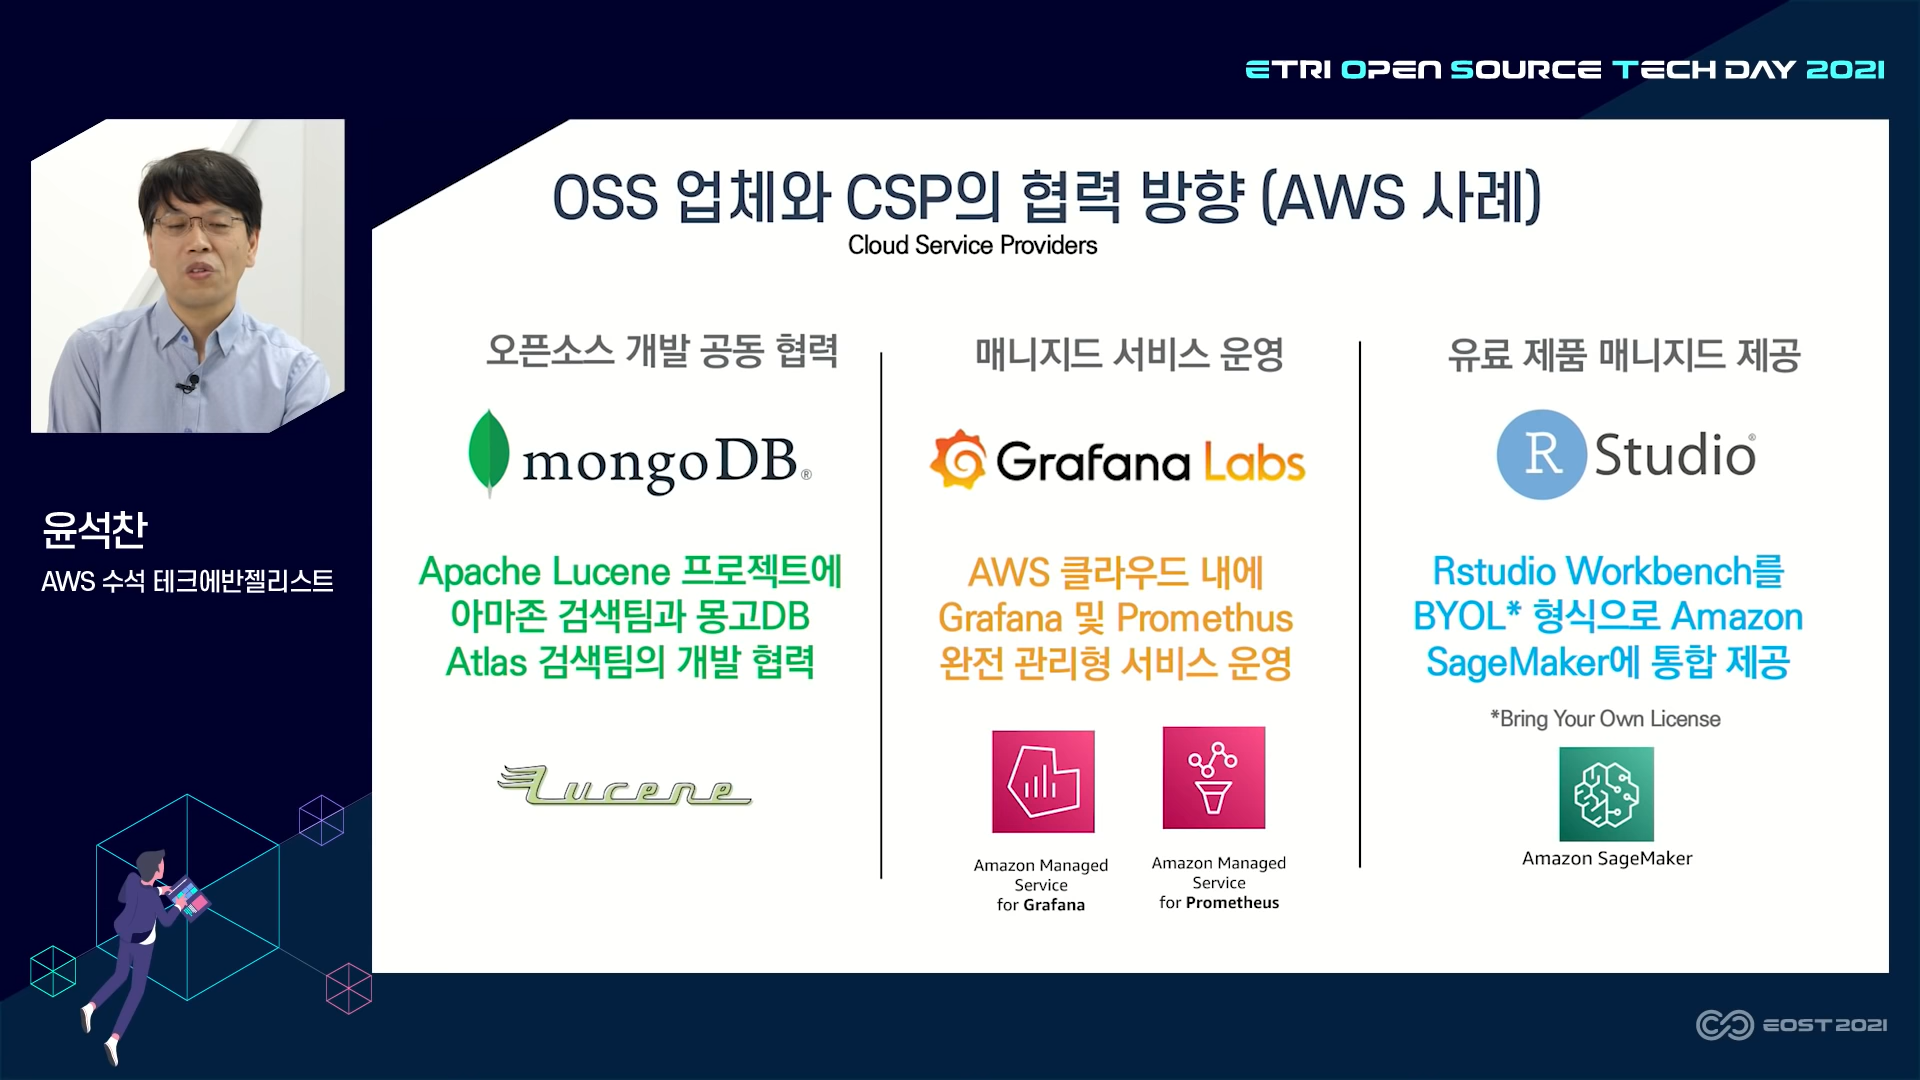 ETRI OPEN SOURCE TECH DAY 2021
윤석찬
AWS 수석 테크에반젤리스트
OSS 업체와 CSP의 협력 방향 (AWS 사례)
Cloud Service Providers
오픈소스 개발 공동 협력
mongoDB®
Apache Lucene 프로젝트에
아마존 검색팀과 몽고DB
Atlas 검색팀의 개발 협력
Lucene
매니지드 서비스 운영
Grafana Labs
AWS 클라우드 내에
Grafana 및 Promethus
완전 관리형 서비스 운영
Amazon Managed
Service
for Grafana
Amazon Managed
Service
for Prometheus
유료 제품 매니지드 제공
R Studio®
Rstudio Workbench를
BYOL* 형식으로 Amazon
SageMaker에 통합 제공
*Bring Your Own License
Amazon SageMaker
EOST 2021